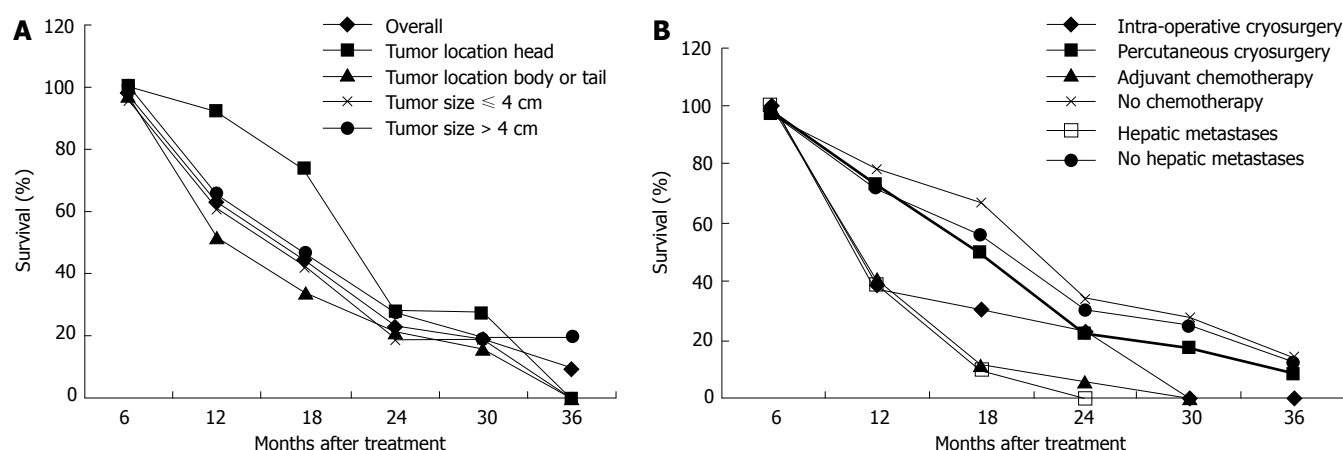 A
120
100
80
60
40
20
0
Survival (%)
6 12 18 24 30 36
Months after treatment
Overall
Tumor location head
Tumor location body or tail
Tumor size ≤ 4 cm
Tumor size > 4 cm
B
120
100
80
60
40
20
0
Survival (%)
6 12 18 24 30 36
Months after treatment
Intra-operative cryosurgery
Percutaneous cryosurgery
Adjuvant chemotherapy
No chemotherapy
Hepatic metastases
No hepatic metastases